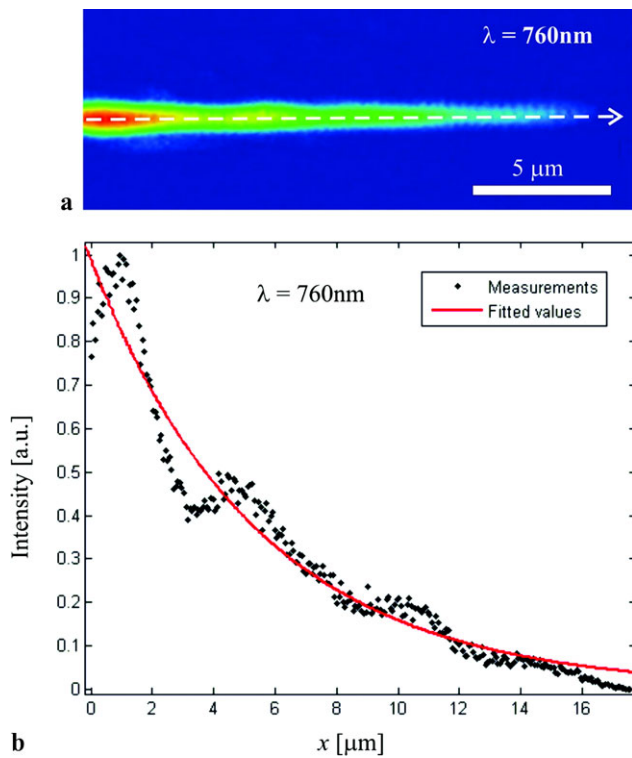 λ = 760nm
5 μm
a
λ = 760nm
Measurements
Fitted values
1
0.9
0.8
0.7
0.6
0.5
0.4
0.3
0.2
0.1
0
Intensity [a.u.]
0 2 4 6 8 10 12 14 16
x [μm]
b